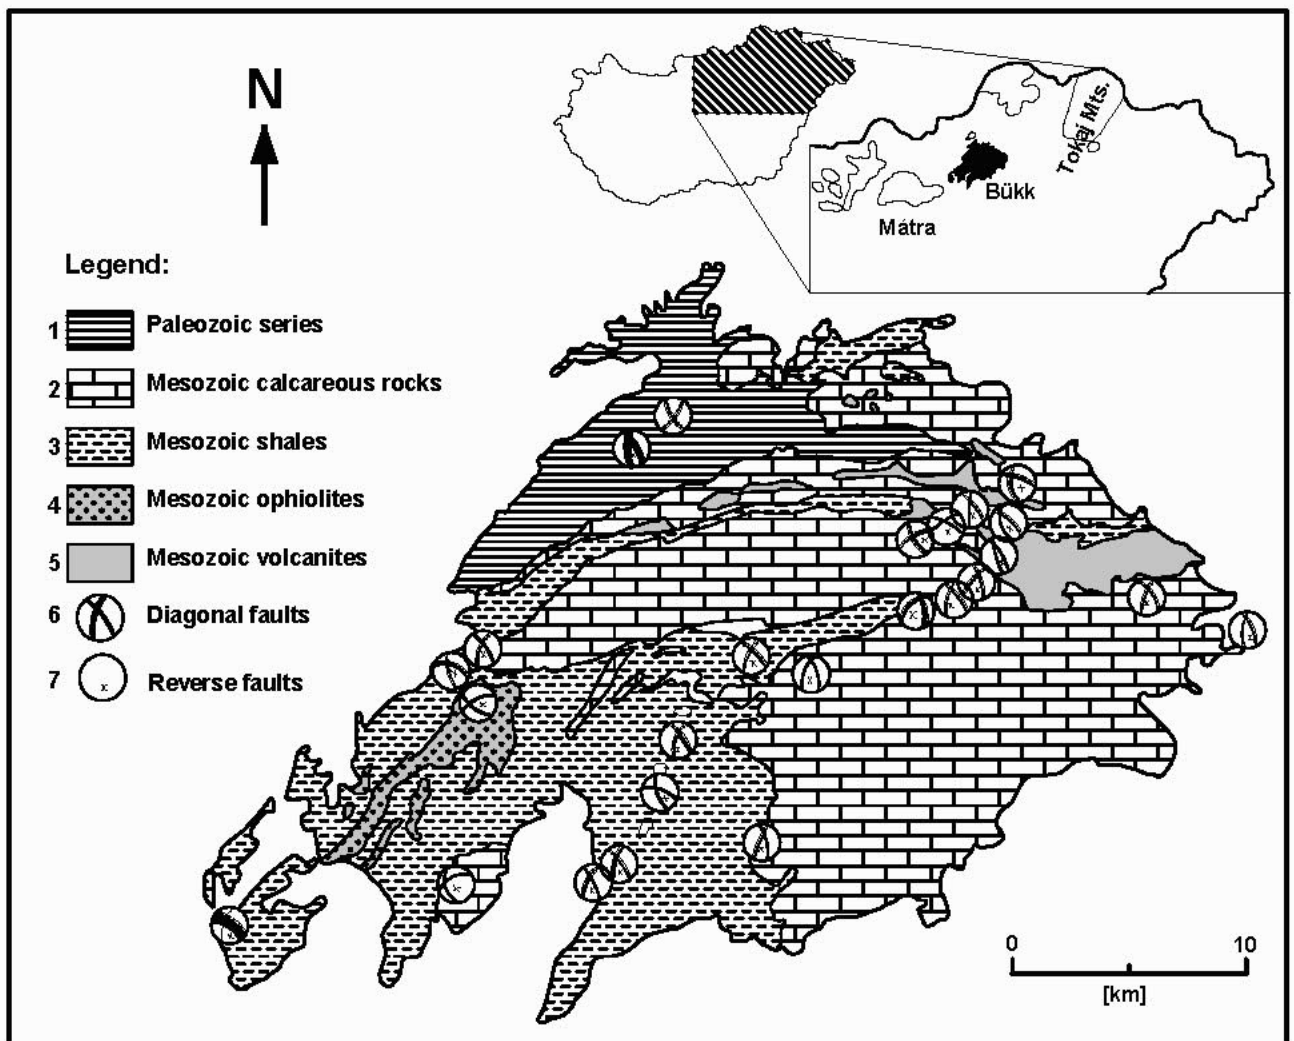 N
Tokaj Mts.
Bükk
Mátra
Legend:
1 Paleozoic series
2 Mesozoic calcareous rocks
3 Mesozoic shales
4 Mesozoic ophiolites
5 Mesozoic volcanites
6 Diagonal faults
7 Reverse faults
0 10
[km]